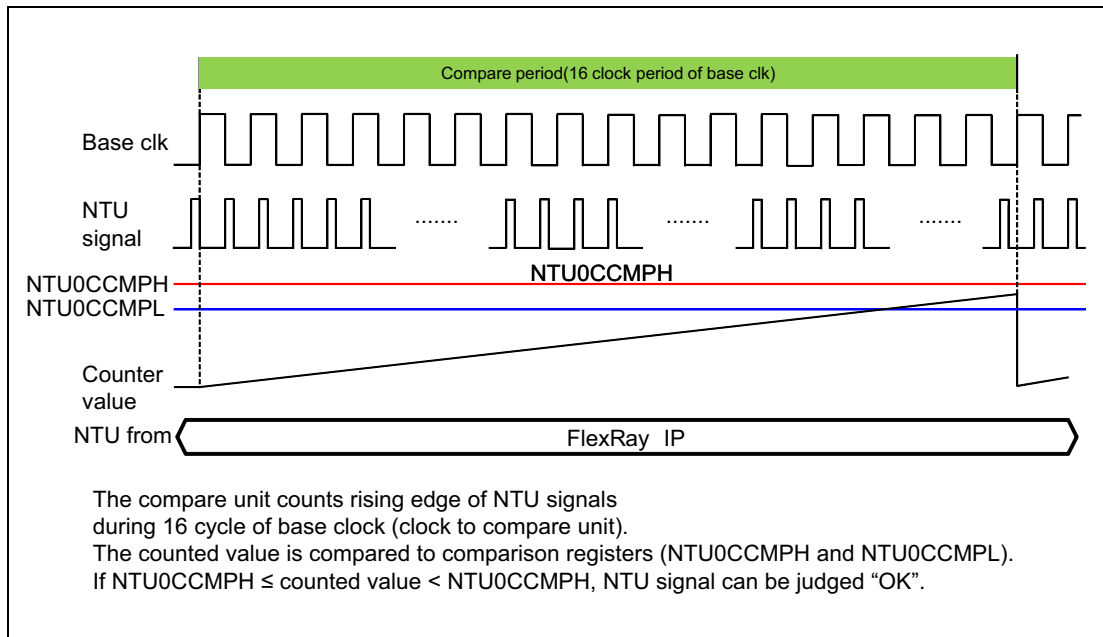 Compare period(16 clock period of base clk)
Base clk
NTU
signal
.......
.......
.......
NTU0CCMPH
NTU0CCMPH
NTU0CCMPL
Counter
value
NTU from
FlexRay IP
The compare unit counts rising edge of NTU signals
during 16 cycle of base clock (clock to compare unit).
The counted value is compared to comparison registers (NTU0CCMPH and NTU0CCMPL).
If NTU0CCMPH ≤ counted value < NTU0CCMPH, NTU signal can be judged “OK”.